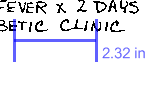 FEVER x 2 DAYS
BETIC CLINIC
2.32 in